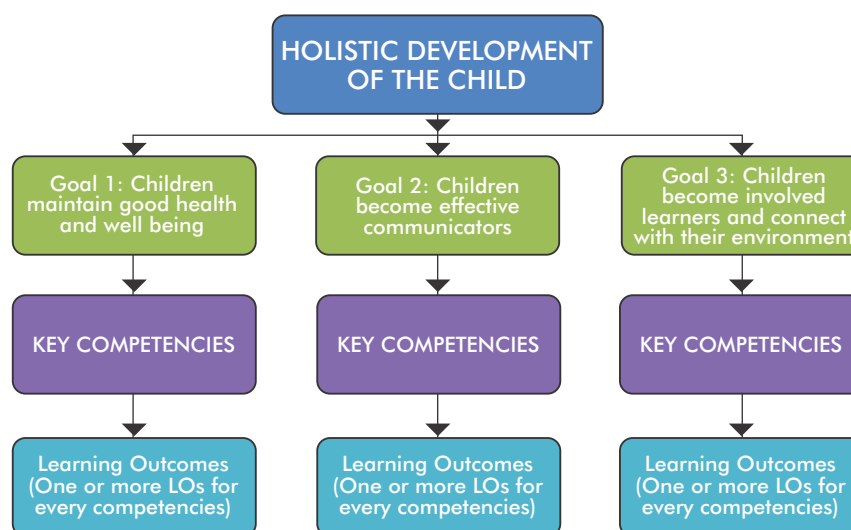 HOLISTIC DEVELOPMENT
OF THE CHILD
Goal 1: Children
maintain good health
and well being
Goal 2: Children
become effective
communicators
Goal 3: Children
become involved
learners and connect
with their environment
KEY COMPETENCIES
KEY COMPETENCIES
KEY COMPETENCIES
Learning Outcomes
(One or more LOs for
every competencies)
Learning Outcomes
(One or more LOs for
every competencies)
Learning Outcomes
(One or more LOs for
every competencies)